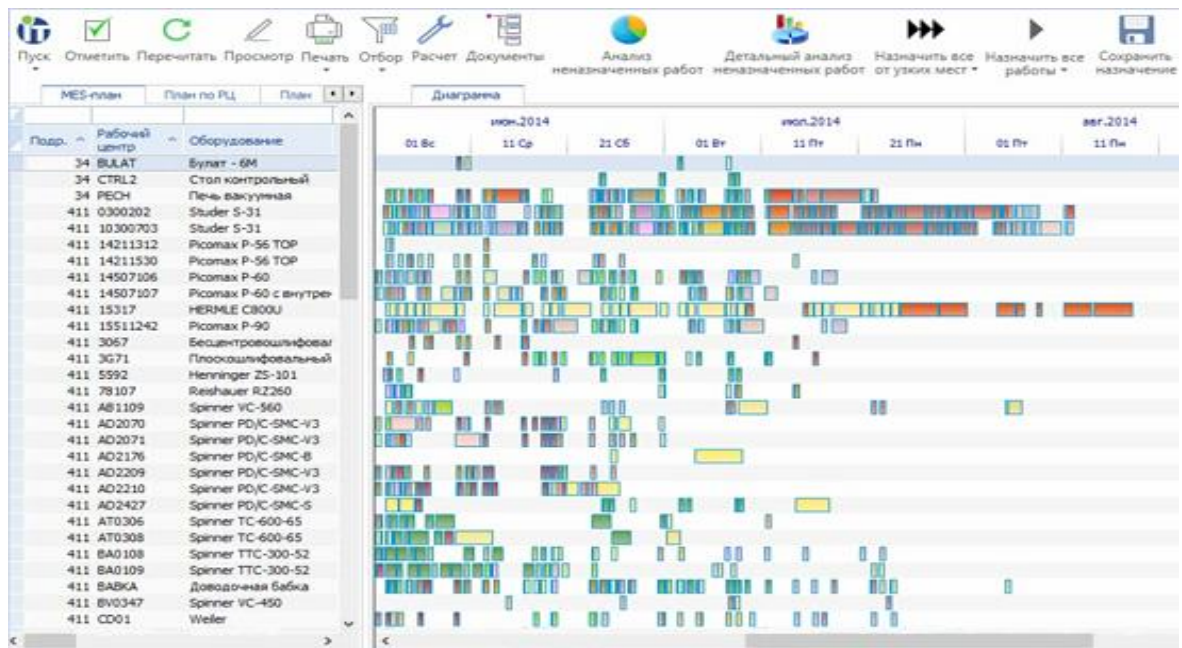 Пуск Отметить Перечитать Просмотр Печать Отбор Расчет Документы Анализ неназначенных работ Детальный анализ неназначенных работ Назначить все от узких мест Назначить все работы Сохранить назначение
MES-план План по РЦ План Диаграмма
июн.2014 июл.2014 авг.2014
Подр. Рабочий центр Оборудование 01 Вс 11 Ср 21 Сб 01 Вт 11 Пт 21 Пн 01 Пт 11 Пн
34 BULAT Булат - 6М
34 CTRL2 Стол контрольный
34 PECH Печь вакуумная
411 0300202 Studer S-31
411 10300703 Studer S-31
411 14211312 Picomax P-56 TOP
411 14211530 Picomax P-56 TOP
411 14507106 Picomax P-60
411 14507107 Picomax P-60 с внутрен
411 15317 HERMLE C800U
411 15511242 Picomax P-90
411 3067 Бесцентровошлифовал
411 3G71 Плоскошлифовальный
411 5592 Henninger ZS-101
411 78107 Reishauer RZ260
411 AB1109 Spinner VC-560
411 AD2070 Spinner PD/C-SMC-V3
411 AD2071 Spinner PD/C-SMC-V3
411 AD2176 Spinner PD/C-SMC-B
411 AD2209 Spinner PD/C-SMC-V3
411 AD2210 Spinner PD/C-SMC-V3
411 AD2427 Spinner PD/C-SMC-S
411 AT0306 Spinner TC-600-65
411 AT0308 Spinner TC-600-65
411 BA0108 Spinner TTC-300-52
411 BA0109 Spinner TTC-300-52
411 BABKA Доводочная бабка
411 BV0347 Spinner VC-450
411 CD01 Weiler